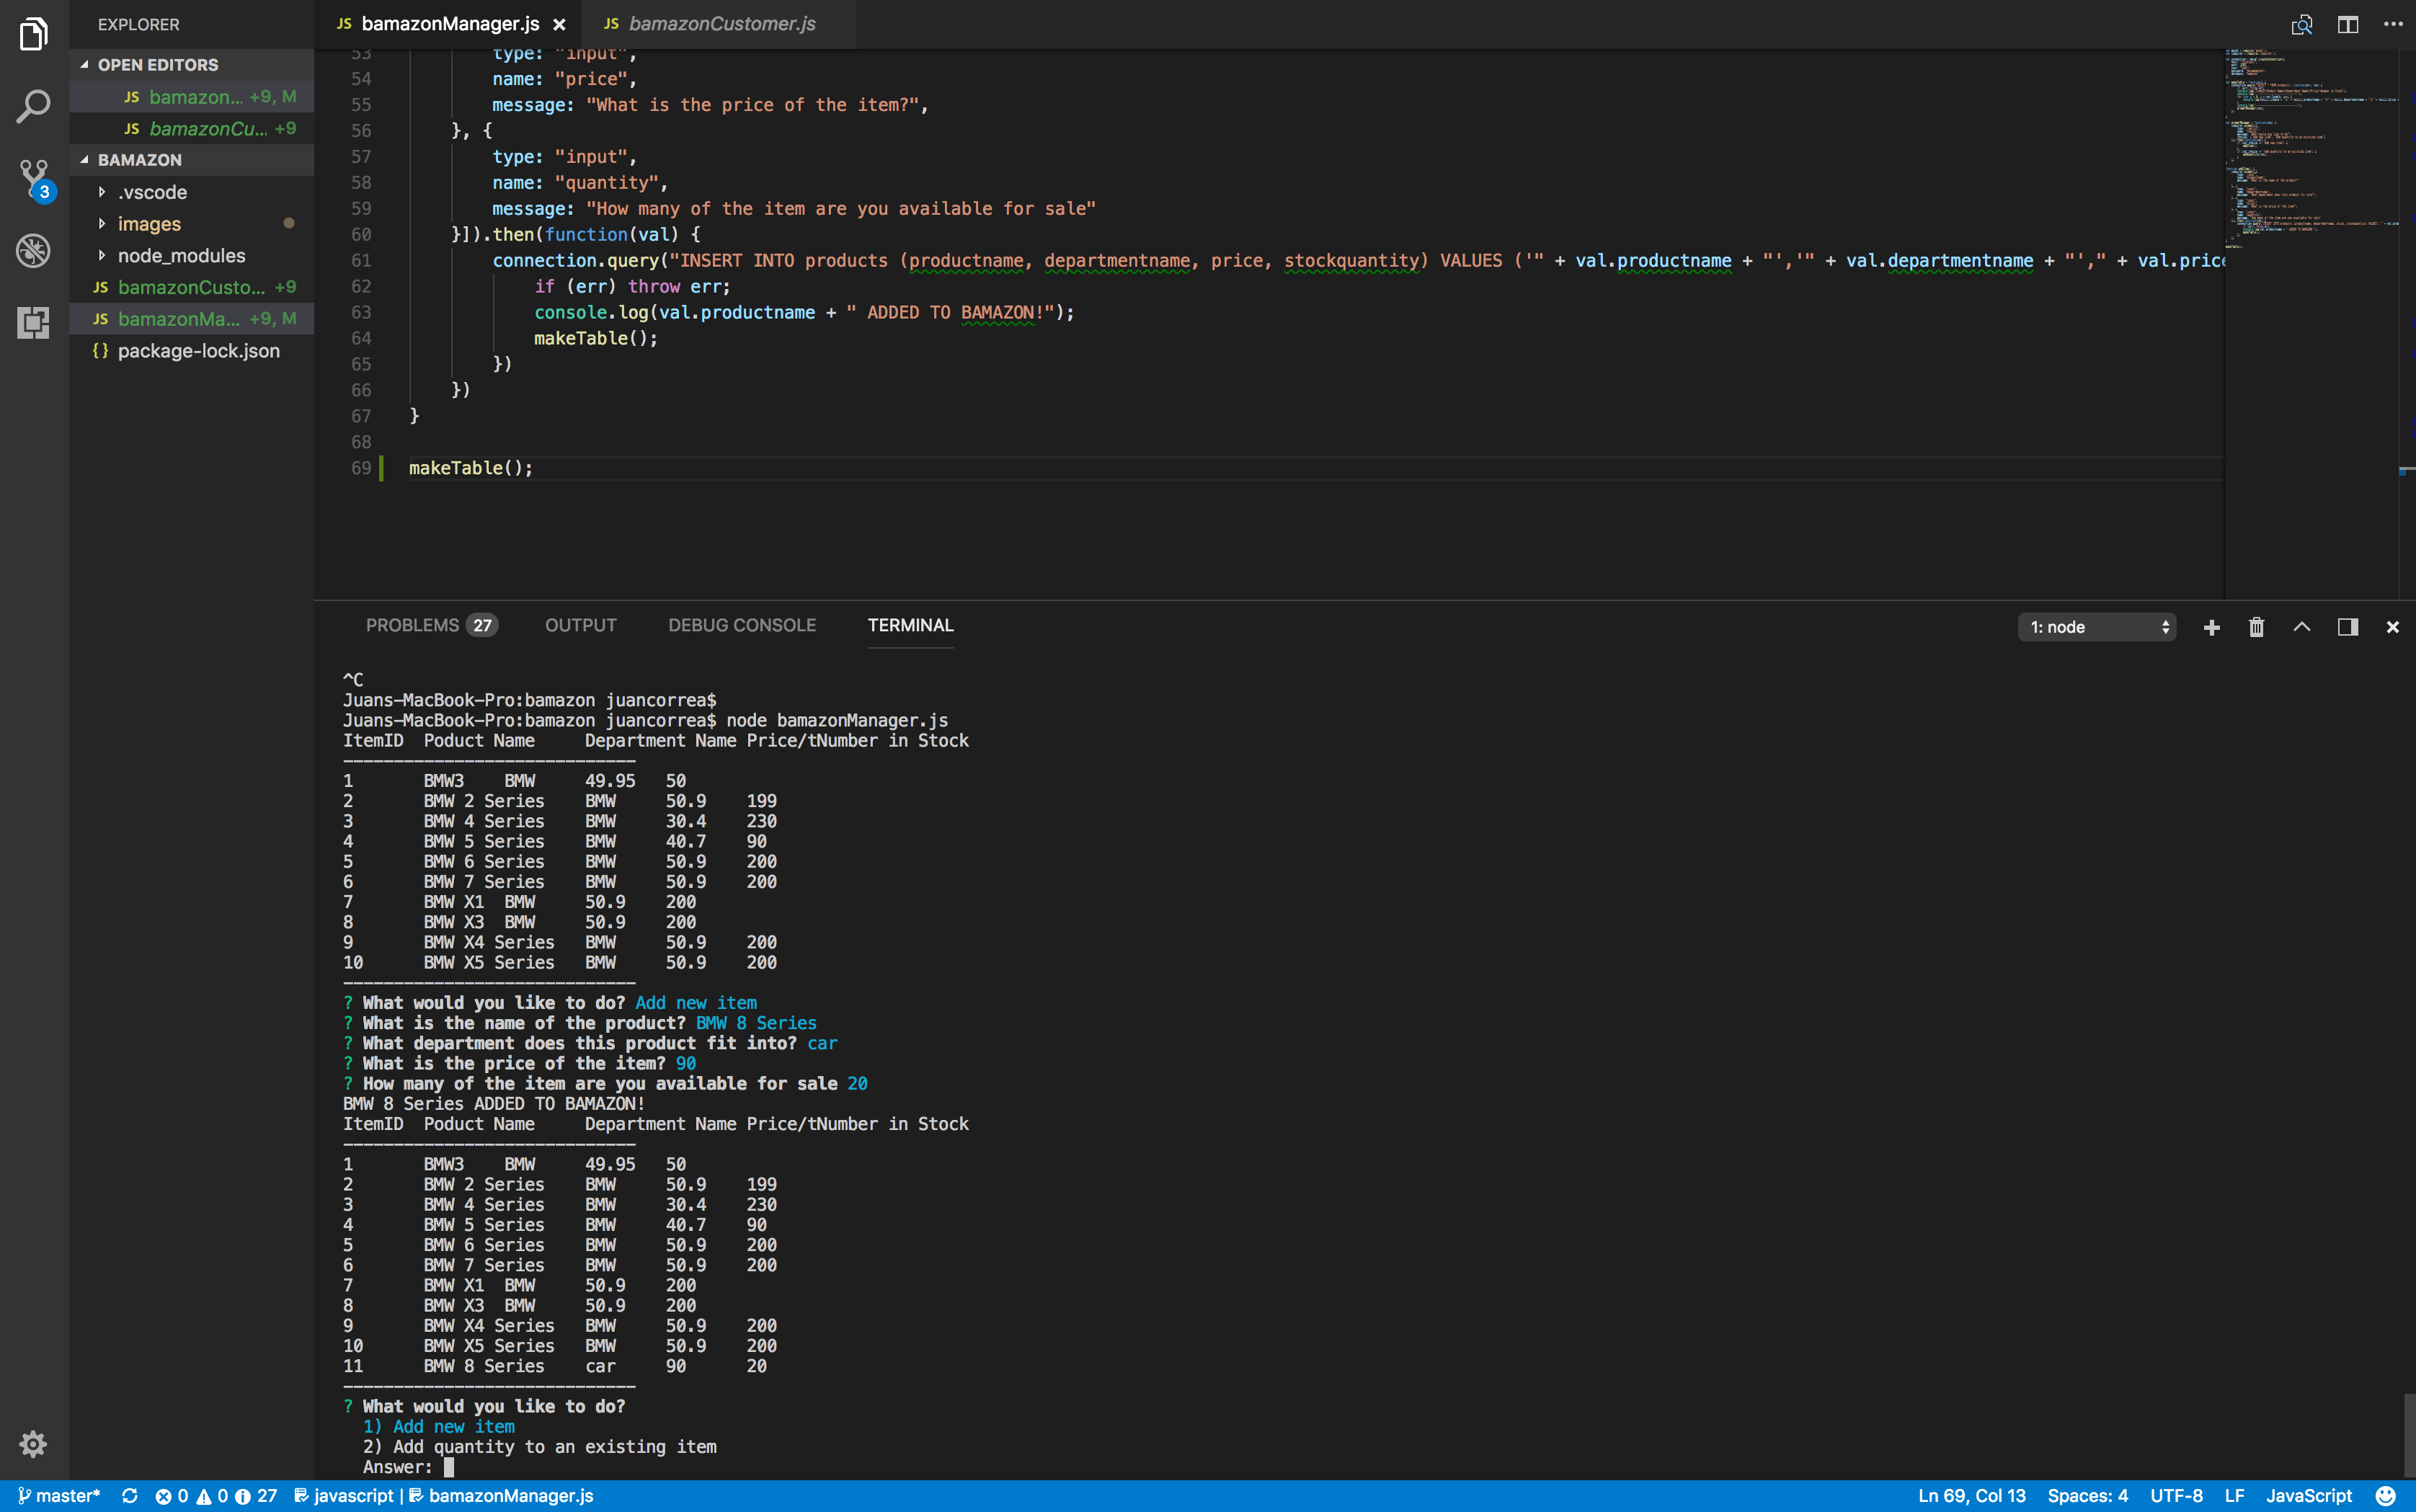 EXPLORER
OPEN EDITORS
JS bamazon... +9, M
JS bamazonCu... +9
BAMAZON
.vscode
images
node_modules
JS bamazonCusto... +9
JS bamazonMa... +9, M
{} package-lock.json
3
JS bamazonManager.js ×
JS bamazonCustomer.js
53 type: "input",
54 name: "price",
55 message: "What is the price of the item?",
56 }, {
57 type: "input",
58 name: "quantity",
59 message: "How many of the item are you available for sale"
60 }]).then(function(val) {
61 connection.query("INSERT INTO products (productname, departmentname, price, stockquantity) VALUES ('" + val.productname + "','" + val.departmentname + "'," + val.price
62 if (err) throw err;
63 console.log(val.productname + " ADDED TO BAMAZON!");
64 makeTable();
65 })
66 })
67 }
68
69 makeTable();
PROBLEMS 27 OUTPUT DEBUG CONSOLE TERMINAL
1: node
^C
Juans-MacBook-Pro:bamazon juancorrea$
Juans-MacBook-Pro:bamazon juancorrea$ node bamazonManager.js
ItemID Poduct Name Department Name Price/tNumber in Stock
-----------------------------
1 BMW3 BMW 49.95 50
2 BMW 2 Series BMW 50.9 199
3 BMW 4 Series BMW 30.4 230
4 BMW 5 Series BMW 40.7 90
5 BMW 6 Series BMW 50.9 200
6 BMW 7 Series BMW 50.9 200
7 BMW X1 BMW 50.9 200
8 BMW X3 BMW 50.9 200
9 BMW X4 Series BMW 50.9 200
10 BMW X5 Series BMW 50.9 200
-----------------------------
? What would you like to do? Add new item
? What is the name of the product? BMW 8 Series
? What department does this product fit into? car
? What is the price of the item? 90
? How many of the item are you available for sale 20
BMW 8 Series ADDED TO BAMAZON!
ItemID Poduct Name Department Name Price/tNumber in Stock
-----------------------------
1 BMW3 BMW 49.95 50
2 BMW 2 Series BMW 50.9 199
3 BMW 4 Series BMW 30.4 230
4 BMW 5 Series BMW 40.7 90
5 BMW 6 Series BMW 50.9 200
6 BMW 7 Series BMW 50.9 200
7 BMW X1 BMW 50.9 200
8 BMW X3 BMW 50.9 200
9 BMW X4 Series BMW 50.9 200
10 BMW X5 Series BMW 50.9 200
11 BMW 8 Series car 90 20
-----------------------------
? What would you like to do?
1) Add new item
2) Add quantity to an existing item
Answer:
master* 0 0 27 javascript | bamazonManager.js Ln 69, Col 13 Spaces: 4 UTF-8 LF JavaScript